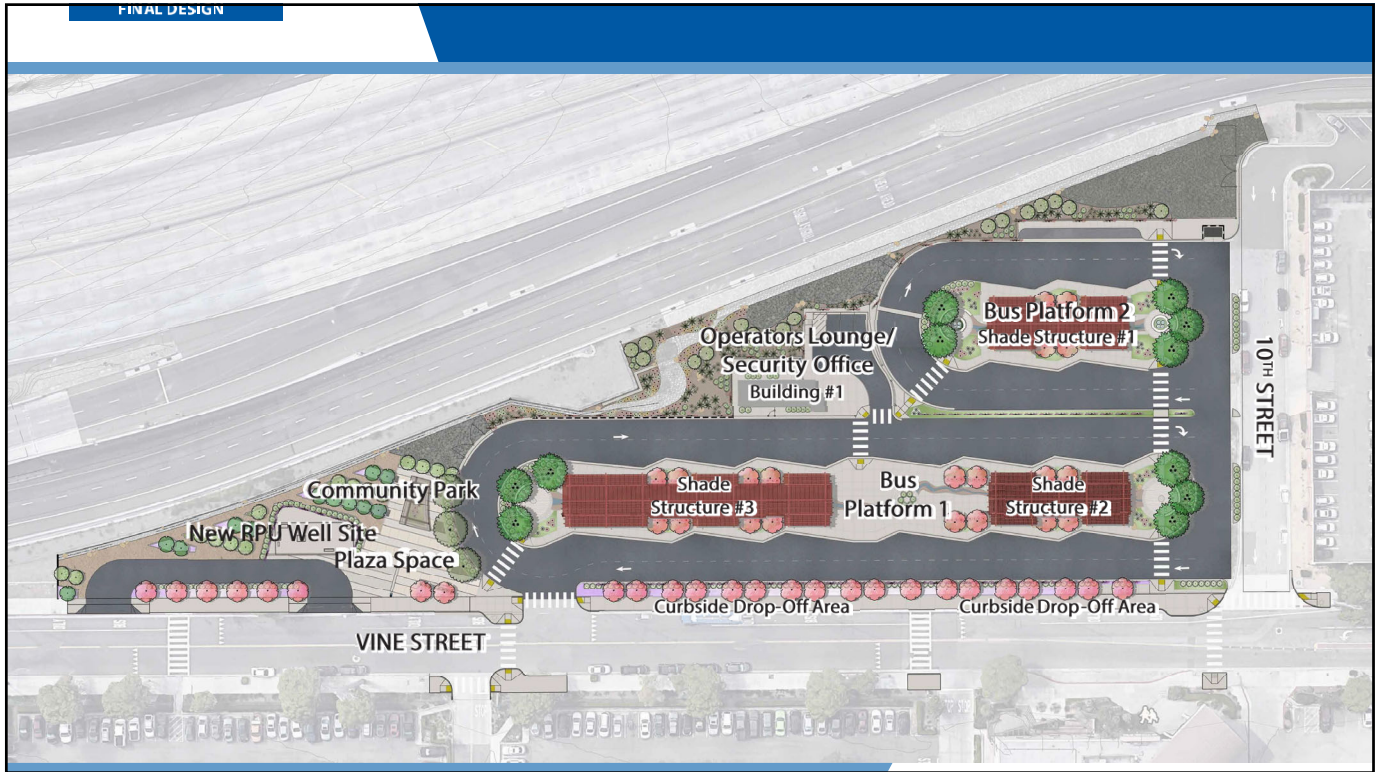 FINAL DESIGN
Bus Platform 2
Shade Structure #1
Operators Lounge/
Security Office
Building #1
10TH STREET
Community Park
New RPU Well Site
Plaza Space
Shade
Structure #3
Bus
Platform 1
Shade
Structure #2
Curbside Drop-Off Area
Curbside Drop-Off Area
VINE STREET